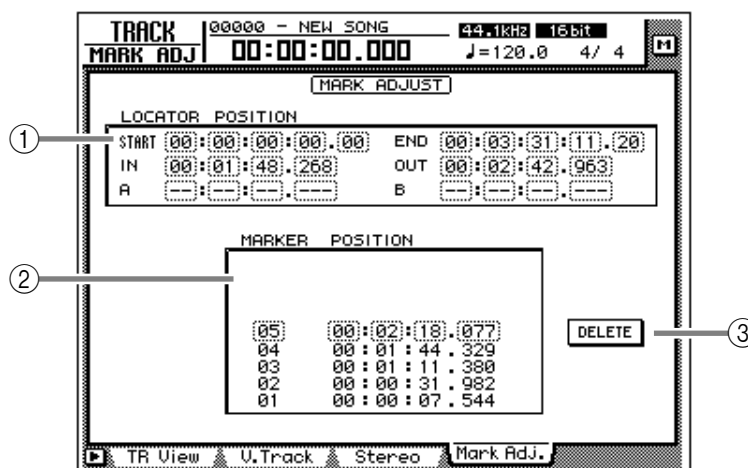 TRACK 00000 - NEW SONG 44.1kHz 16bit
MARK ADJ 00:00:00.000 ♩=120.0 4/ 4 M
MARK ADJUST
LOCATOR POSITION
① START 00:00:00:00.00 END 00:03:31:11.20
IN 00:01:48.268 OUT 00:02:42.963
A --:--:--.--- B --:--:--.---
MARKER POSITION
②
05 00:02:18.077 DELETE ③
04 00:01:44.329
03 00:01:11.380
02 00:00:31.982
01 00:00:07.544
TR View V.Track Stereo Mark Adj.